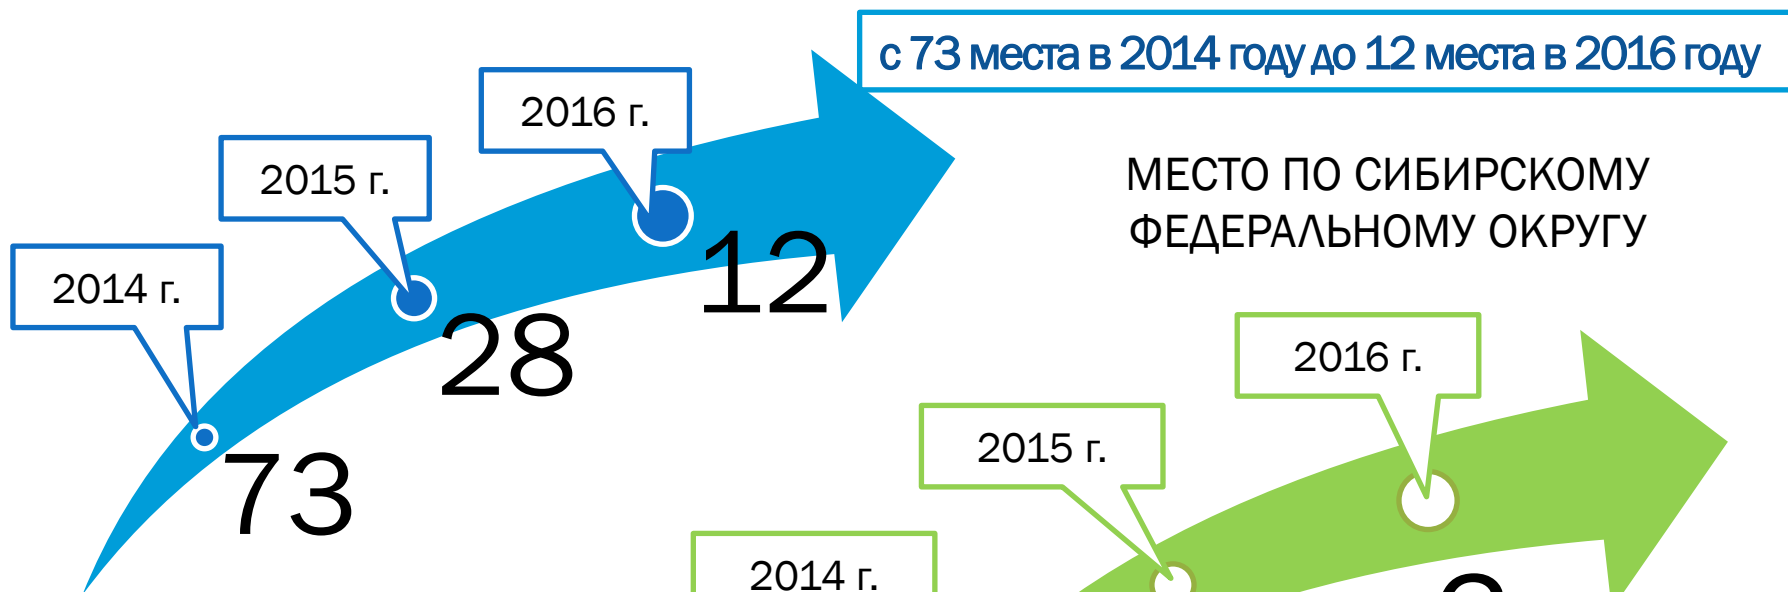 с 73 места в 2014 году до 12 места в 2016 году
2016 г.
2015 г.
2014 г.
12
28
73
МЕСТО ПО СИБИРСКОМУ
ФЕДЕРАЛЬНОМУ ОКРУГУ
2016 г.
2015 г.
2014 г.